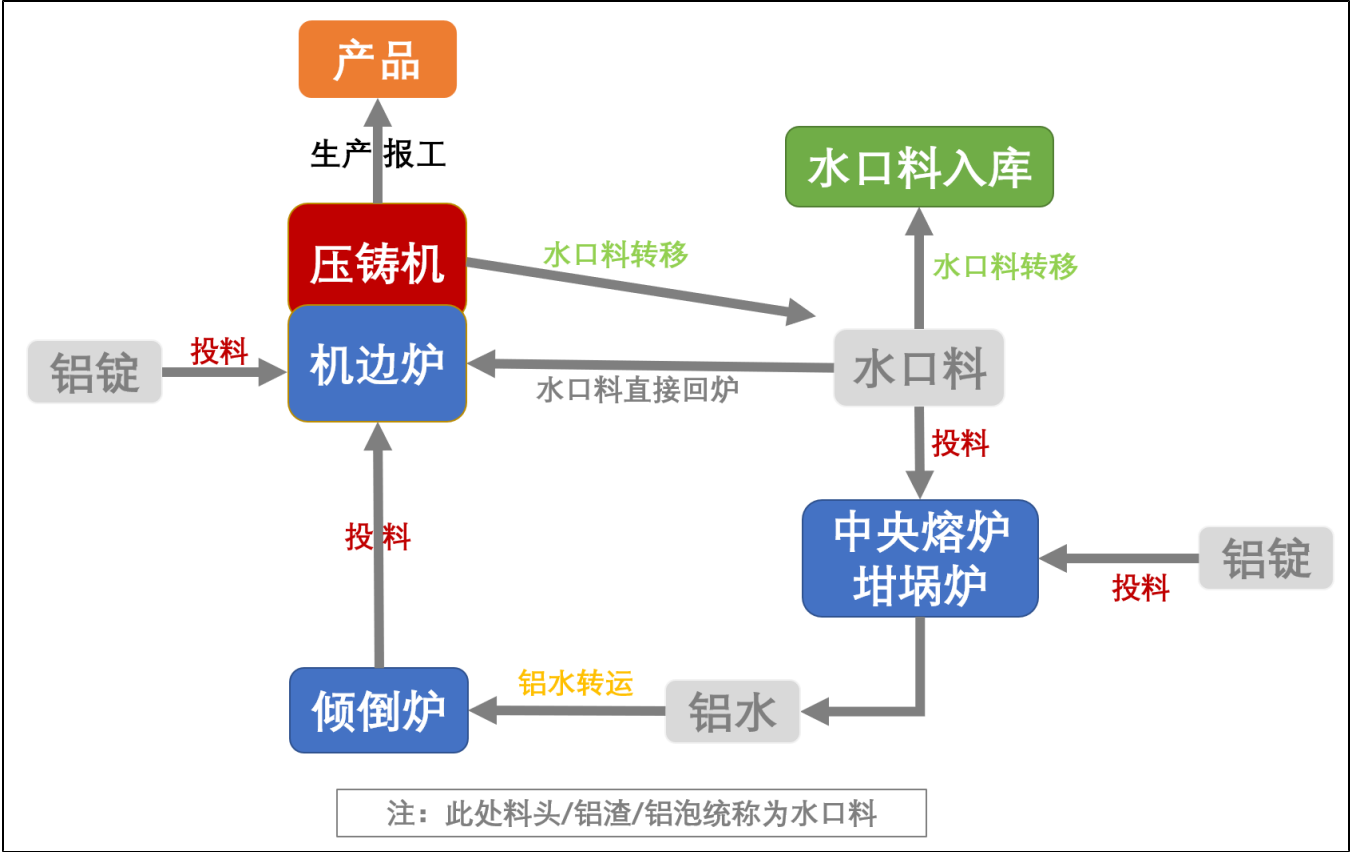 产品
生产 报工
水口料入库
压铸机
水口料转移
水口料转移
铝锭
投料
机边炉
水口料
水口料直接回炉
投料
投料
中央熔炉
坩埚炉
铝锭
投料
倾倒炉
铝水转运
铝水
注：此处料头/铝渣/铝泡统称为水口料